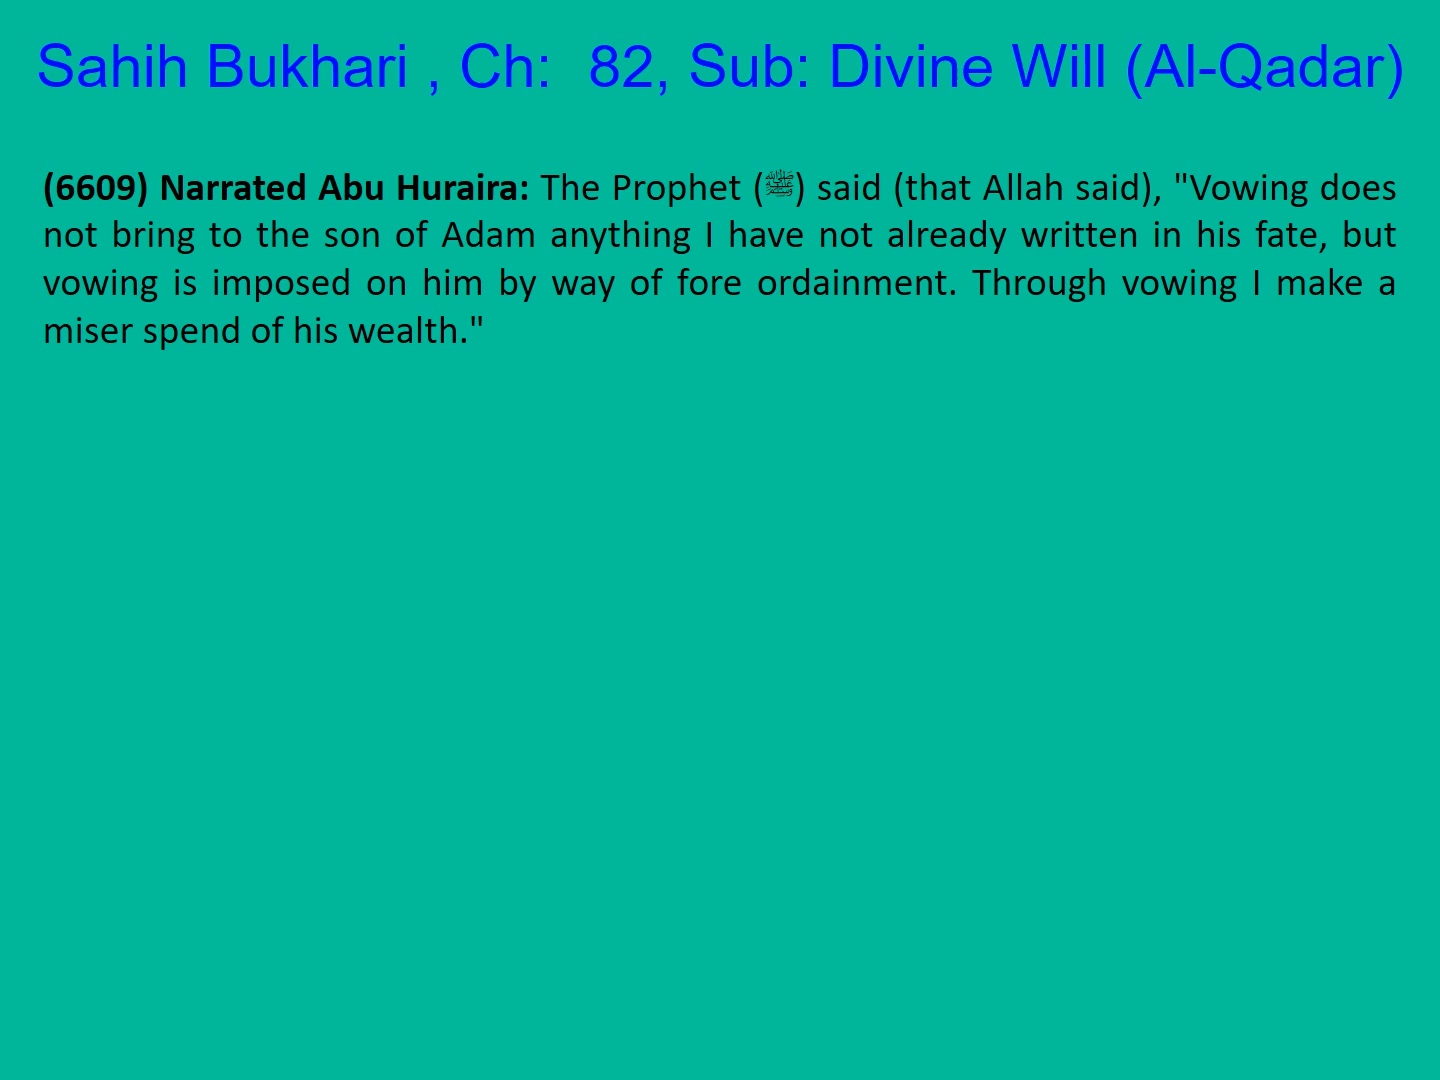 Sahih Bukhari , Ch:  82, Sub: Divine Will (Al-Qadar)
(6609) Narrated Abu Huraira: The Prophet (ﷺ) said (that Allah said), "Vowing does
not bring to the son of Adam anything I have not already written in his fate, but
vowing is imposed on him by way of fore ordainment. Through vowing I make a
miser spend of his wealth."